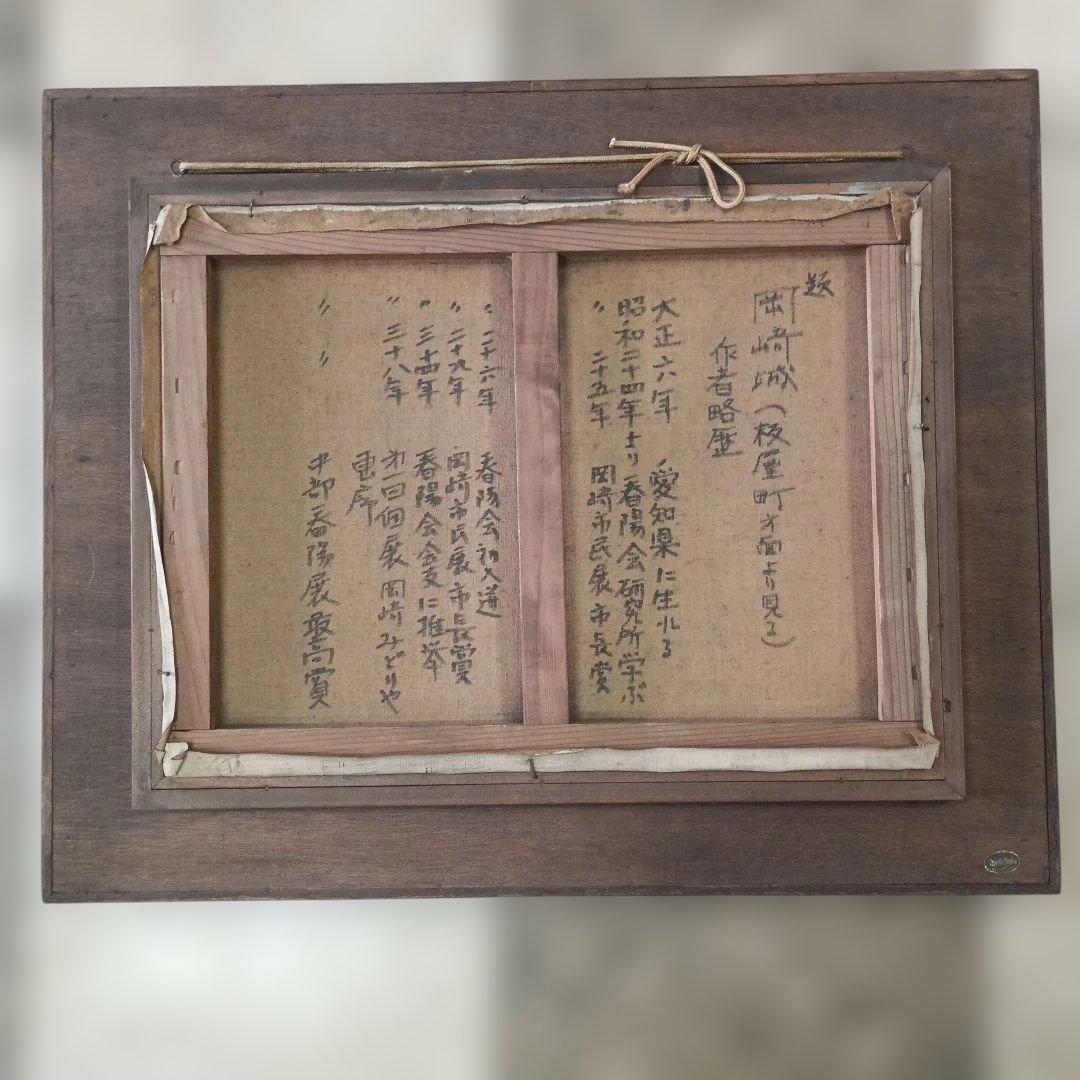 題
岡崎城(板屋町方面より見る)
作者略歴
大正六年 愛知県に生れる
昭和二十四年より春陽会研究所学ぶ
〃 二十五年 岡崎市民展市長賞
〃 二十六年 春陽会初入選
〃 二十九年 岡崎市民展市長賞
〃 三十四年 春陽会会友に推挙
〃 三十八年 オ一回個展 岡崎みどりや
画廊
〃 〃 中部春陽展最高賞